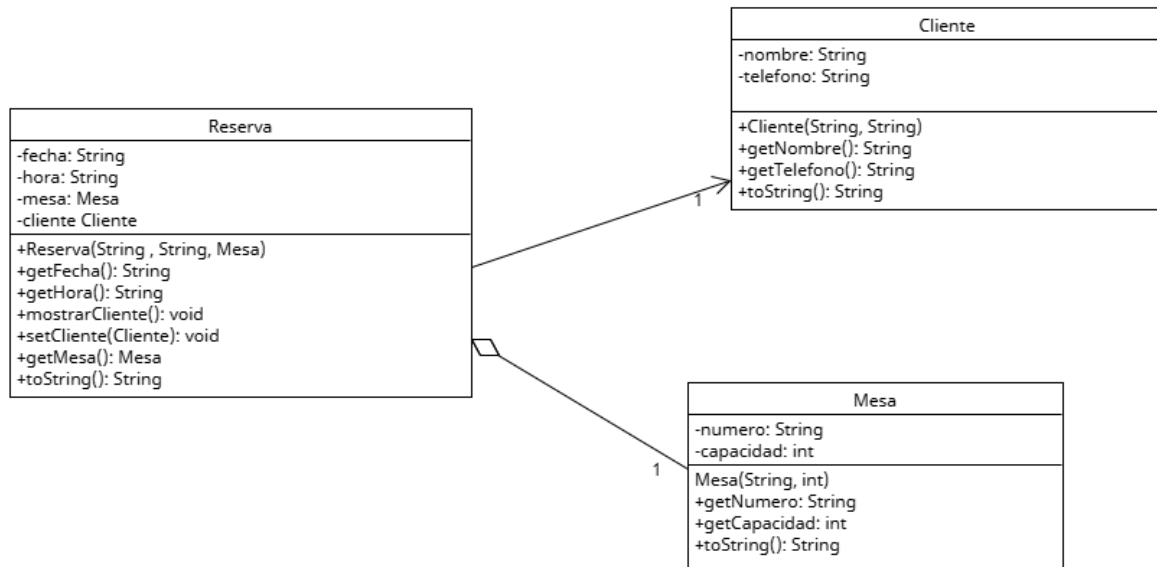 Cliente
-nombre: String
-telefono: String
+Cliente(String, String)
+getNombre(): String
+getTelefono(): String
+toString(): String
Reserva
-fecha: String
-hora: String
-mesa: Mesa
-cliente Cliente
+Reserva(String , String, Mesa)
+getFecha(): String
+getHora(): String
+mostrarCliente(): void
+setCliente(Cliente): void
+getMesa(): Mesa
+toString(): String
1
1
Mesa
-numero: String
-capacidad: int
Mesa(String, int)
+getNumero: String
+getCapacidad: int
+toString(): String